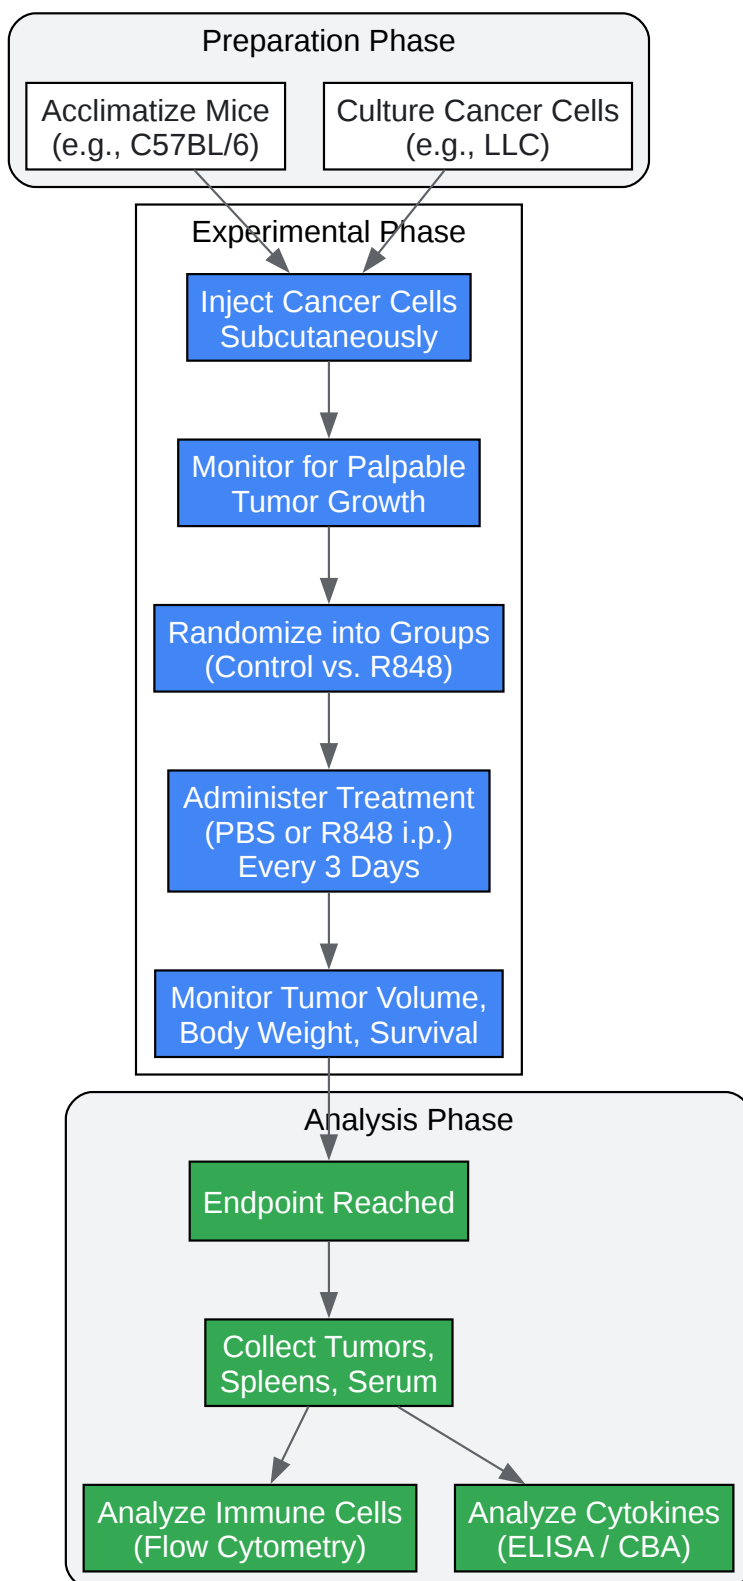 Preparation Phase
Acclimatize Mice
(e.g., C57BL/6)
Culture Cancer Cells
(e.g., LLC)
Experimental Phase
Inject Cancer Cells
Subcutaneously
Monitor for Palpable
Tumor Growth
Randomize into Groups
(Control vs. R848)
Administer Treatment
(PBS or R848 i.p.)
Every 3 Days
Monitor Tumor Volume,
Body Weight, Survival
Analysis Phase
Endpoint Reached
Collect Tumors,
Spleens, Serum
Analyze Immune Cells
(Flow Cytometry)
Analyze Cytokines
(ELISA / CBA)